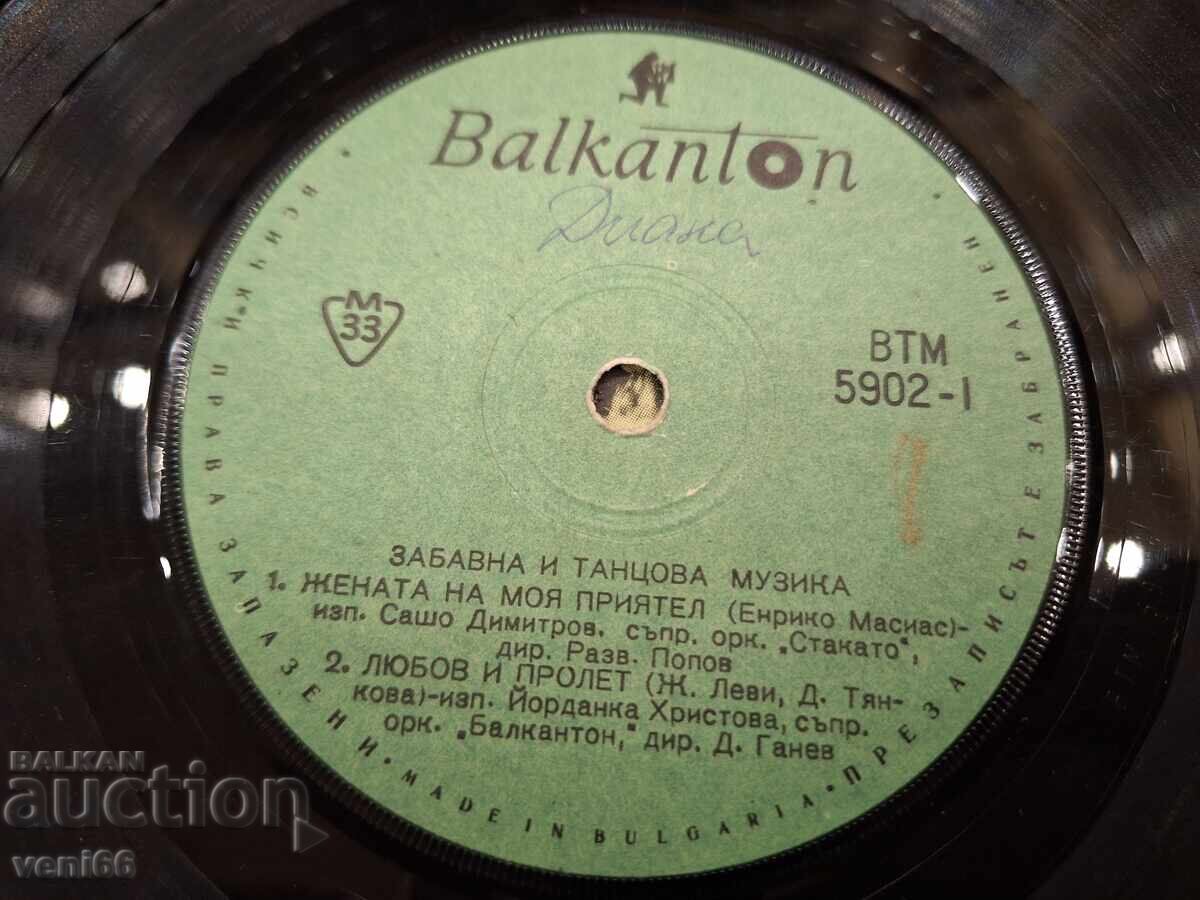 Balkanton
Диана
М
33
ВТМ
5902-I
ЗАБАВНА И ТАНЦОВА МУЗИКА
1. ЖЕНАТА НА МОЯ ПРИЯТЕЛ (Енрико Масиас)-
изп. Сашо Димитров, съпр. орк. „Стакато",
дир. Разв. Попов
2. ЛЮБОВ И ПРОЛЕТ (Ж. Леви, Д. Тян-
кова)-изп. Йорданка Христова, съпр.
орк. „Балкантон," дир. Д. Ганев
ВСИЧКИ ПРАВА ЗАПАЗЕНИ · MADE IN BULGARIA · ПРЕЗАПИСЪТ Е ЗАБРАНЕН ·
BALKAN
auction
veni66